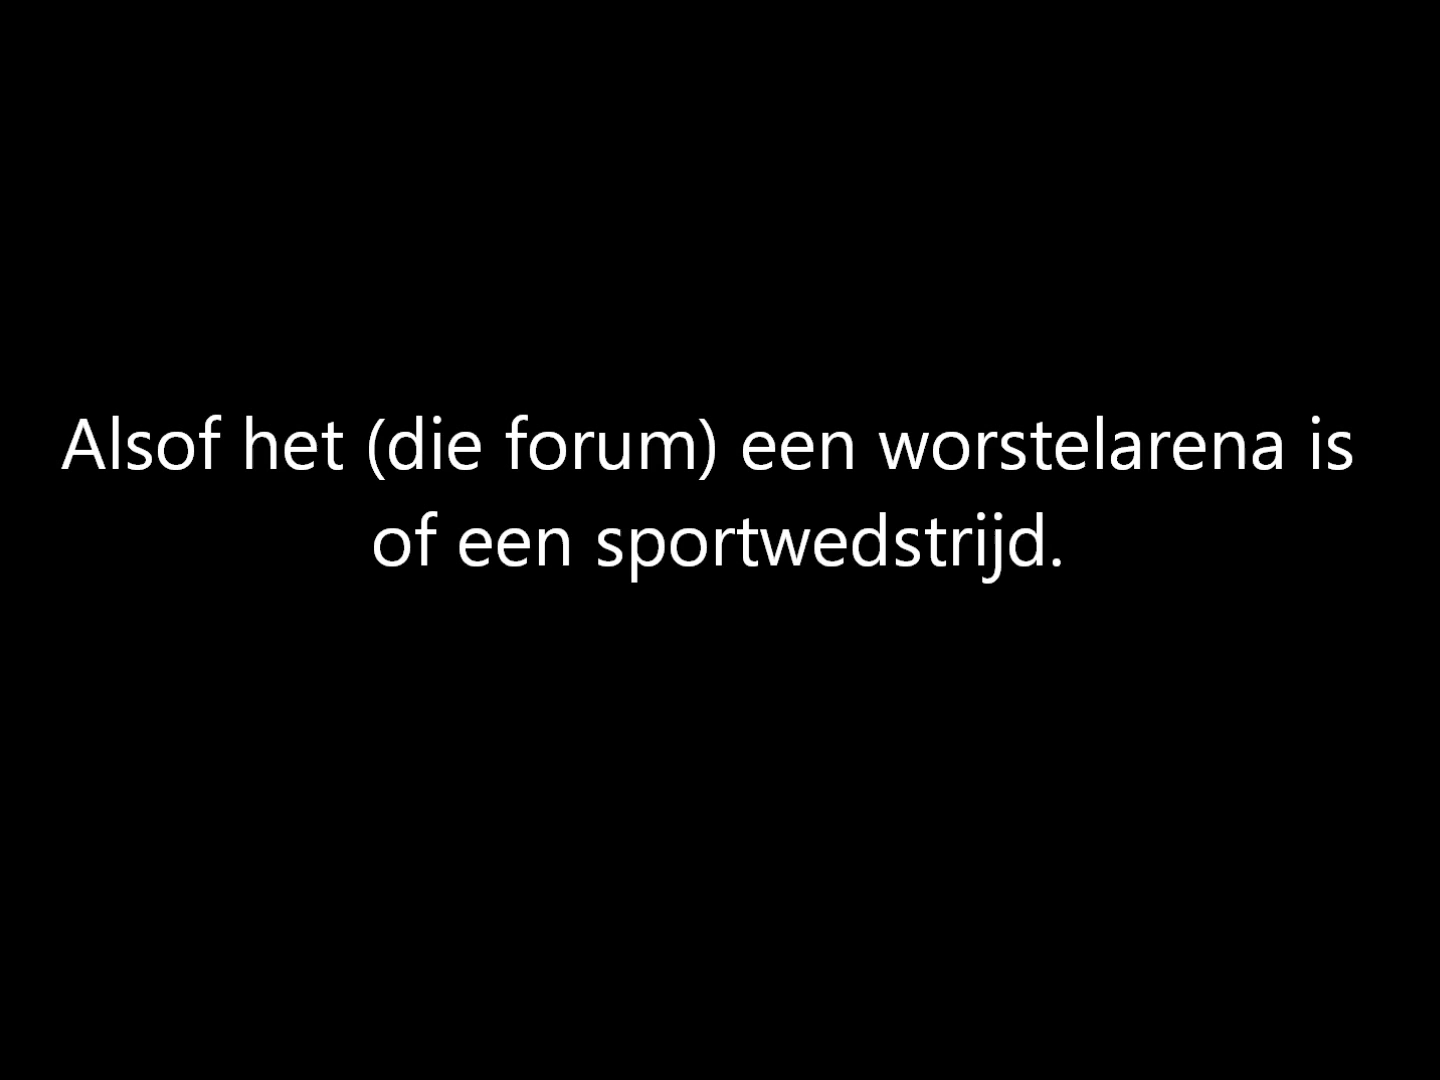 Alsof het (die forum) een worstelarena is
of een sportwedstrijd.